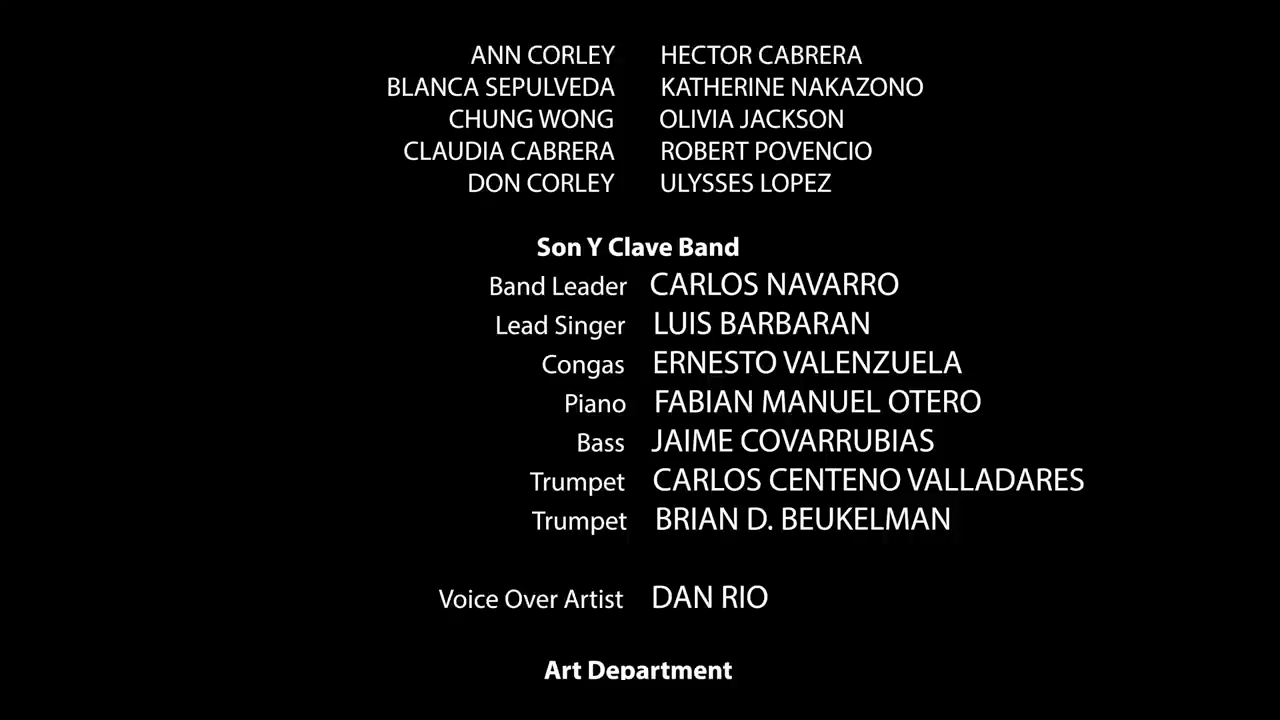 ANN CORLEY HECTOR CABRERA
BLANCA SEPULVEDA KATHERINE NAKAZONO
CHUNG WONG OLIVIA JACKSON
CLAUDIA CABRERA ROBERT POVENCIO
DON CORLEY ULYSSES LOPEZ
Son Y Clave Band
Band Leader CARLOS NAVARRO
Lead Singer LUIS BARBARAN
Congas ERNESTO VALENZUELA
Piano FABIAN MANUEL OTERO
Bass JAIME COVARRUBIAS
Trumpet CARLOS CENTENO VALLADARES
Trumpet BRIAN D. BEUKELMAN
Voice Over Artist DAN RIO
Art Department